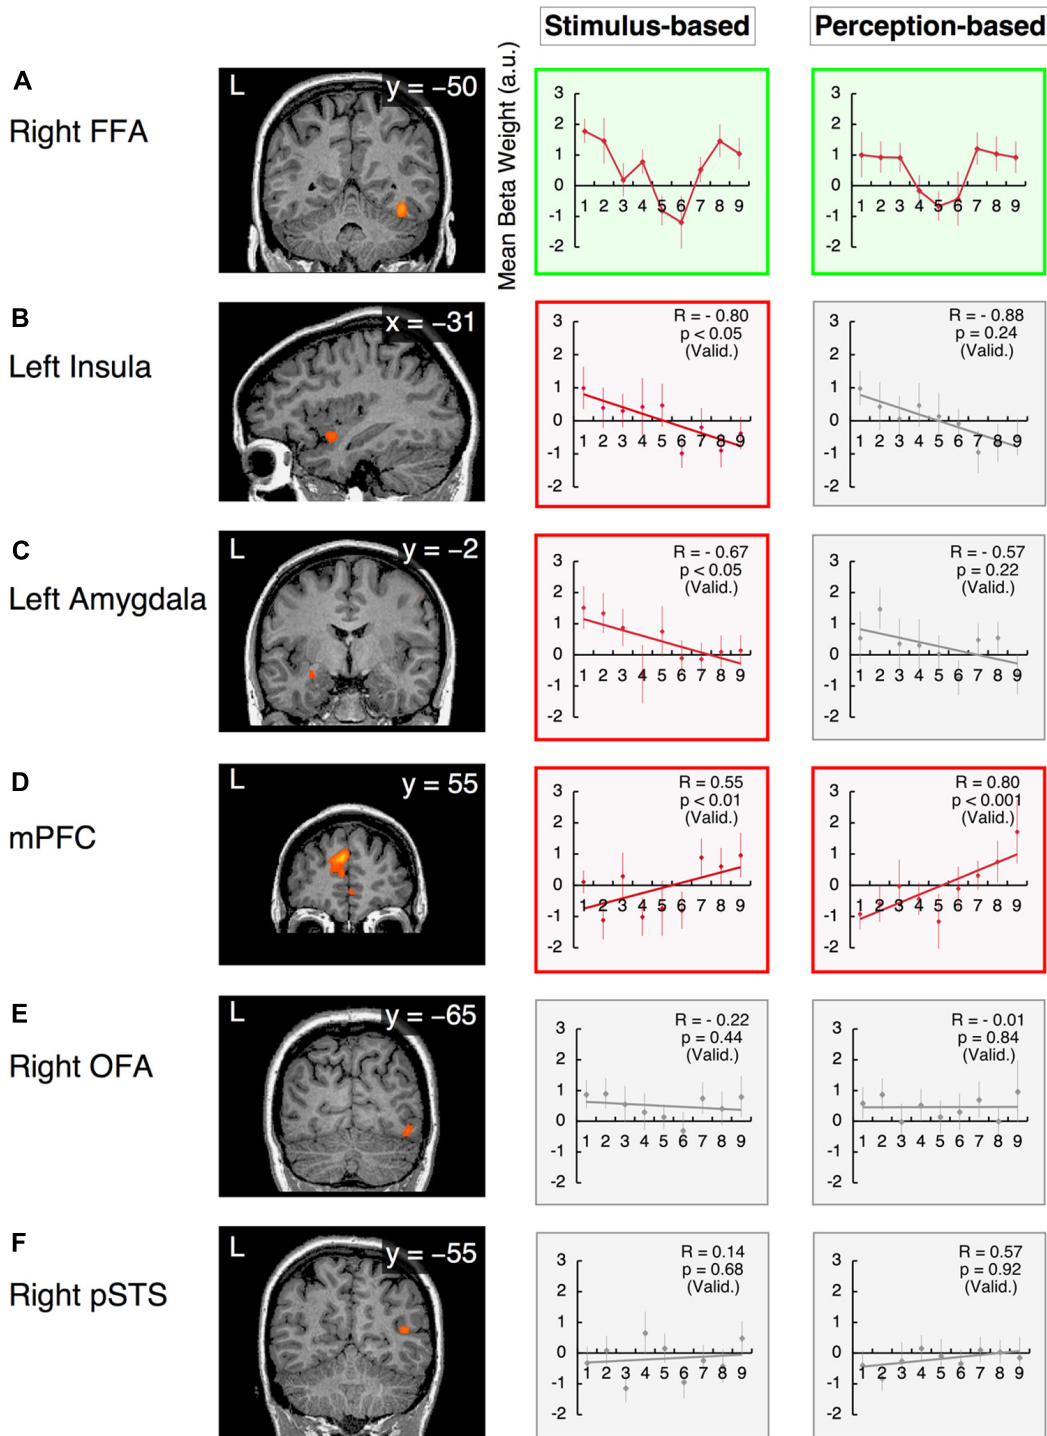 Stimulus-based
Perception-based
Mean Beta Weight (a.u.)
A
Right FFA
L
y = −50
3
2
1
0
-1
-2
1 2 3 4 5 6 7 8 9
3
2
1
0
-1
-2
1 2 3 4 5 6 7 8 9
B
Left Insula
x = −31
R = - 0.80
p < 0.05
(Valid.)
3
2
1
0
-1
-2
1 2 3 4 5 6 7 8 9
R = - 0.88
p = 0.24
(Valid.)
3
2
1
0
-1
-2
1 2 3 4 5 6 7 8 9
C
Left Amygdala
L
y = −2
R = - 0.67
p < 0.05
(Valid.)
3
2
1
0
-1
-2
1 2 3 4 5 6 7 8 9
R = - 0.57
p = 0.22
(Valid.)
3
2
1
0
-1
-2
1 2 3 4 5 6 7 8 9
D
mPFC
L
y = 55
R = 0.55
p < 0.01
(Valid.)
3
2
1
0
-1
-2
1 2 3 4 5 6 7 8 9
R = 0.80
p < 0.001
(Valid.)
3
2
1
0
-1
-2
1 2 3 4 5 6 7 8 9
E
Right OFA
L
y = −65
R = - 0.22
p = 0.44
(Valid.)
3
2
1
0
-1
-2
1 2 3 4 5 6 7 8 9
R = - 0.01
p = 0.84
(Valid.)
3
2
1
0
-1
-2
1 2 3 4 5 6 7 8 9
F
Right pSTS
L
y = −55
R = 0.14
p = 0.68
(Valid.)
3
2
1
0
-1
-2
1 2 3 4 5 6 7 8 9
R = 0.57
p = 0.92
(Valid.)
3
2
1
0
-1
-2
1 2 3 4 5 6 7 8 9